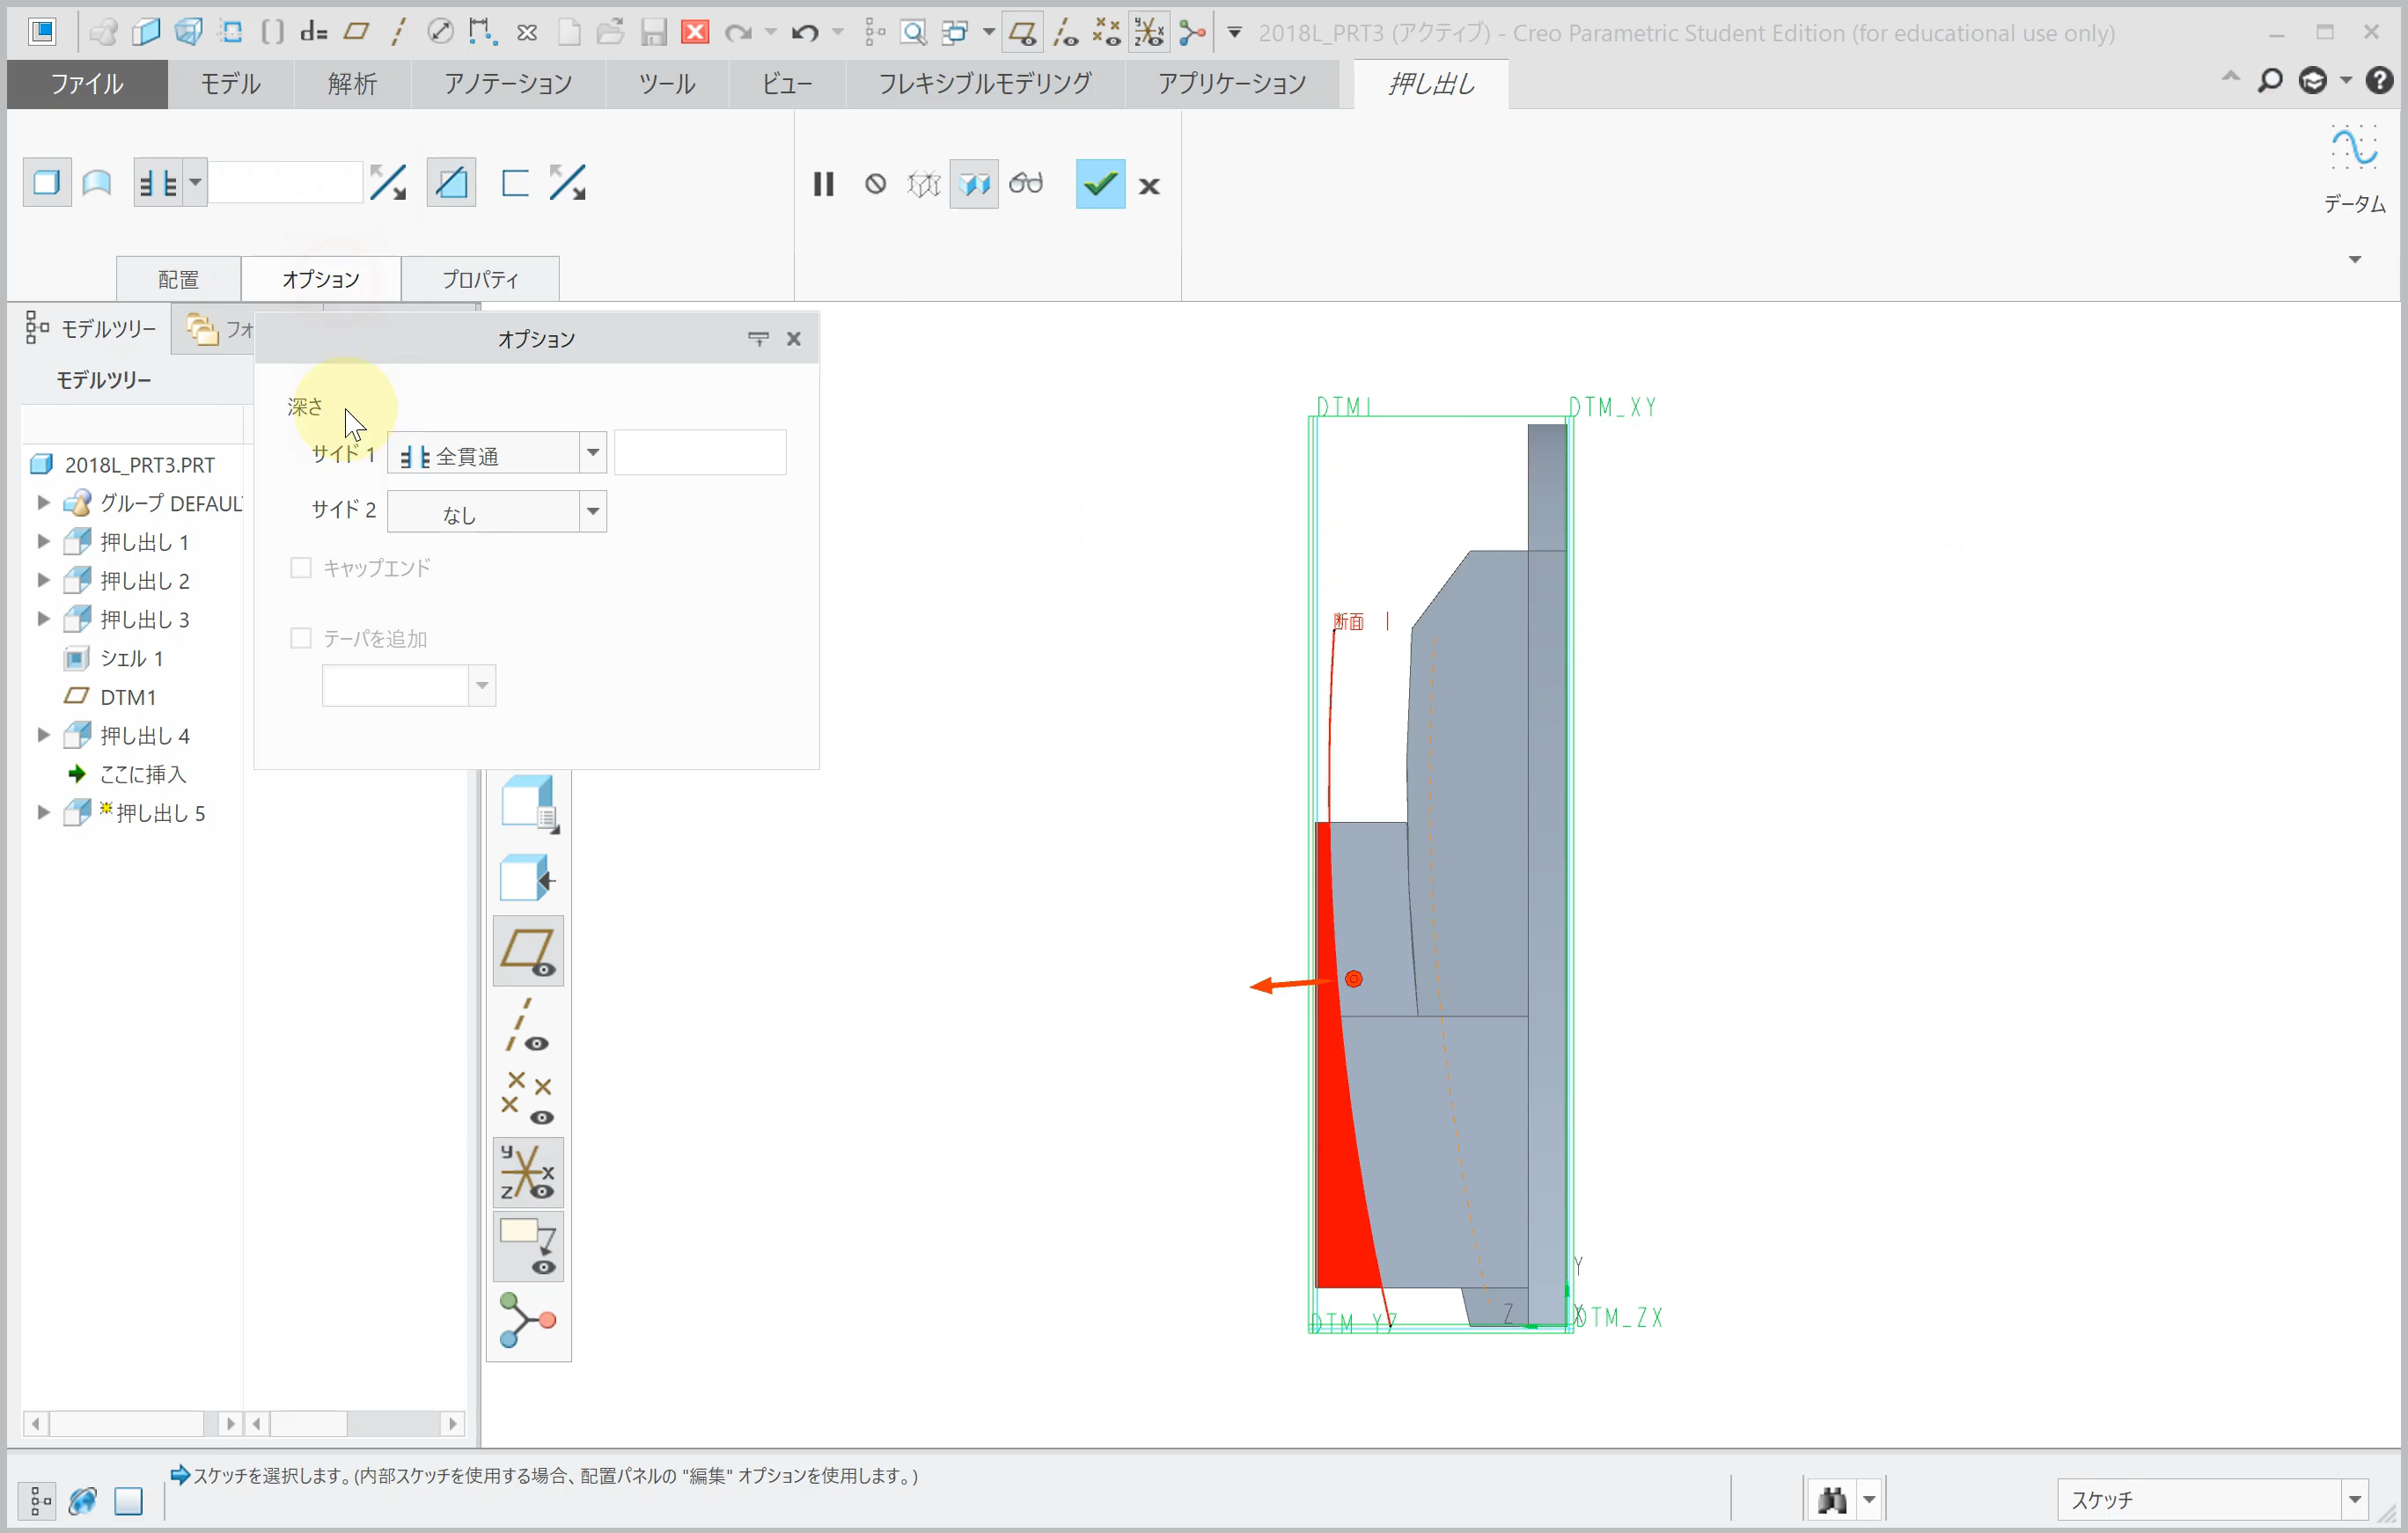 2018L_PRT3 (アクティブ) - Creo Parametric Student Edition (for educational use only)
ファイル
モデル
解析
アノテーション
ツール
ビュー
フレキシブルモデリング
アプリケーション
押し出し
データム
配置
オプション
プロパティ
モデルツリー
フォ
モデルツリー
2018L_PRT3.PRT
グループ DEFAUL
押し出し 1
押し出し 2
押し出し 3
シェル 1
DTM1
押し出し 4
ここに挿入
押し出し 5
オプション
深さ
サイド 1
全貫通
サイド 2
なし
キャップエンド
テーパを追加
DTM1
DTM_XY
断面 1
Y
Z
X
DTM_YZ
DTM_ZX
スケッチを選択します。(内部スケッチを使用する場合、配置パネルの "編集" オプションを使用します。)
スケッチ